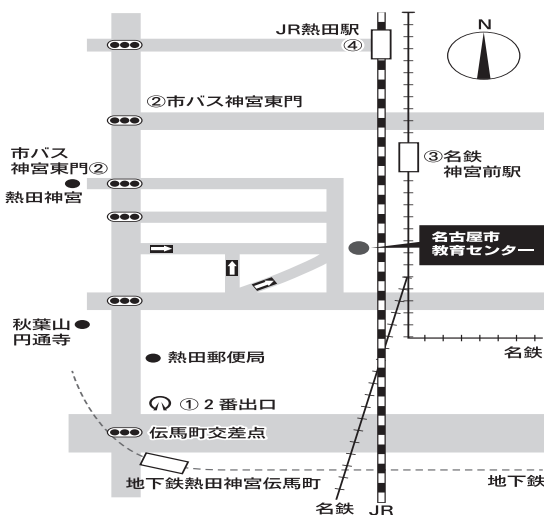 JR熱田駅
④
N
②市バス神宮東門
市バス
神宮東門②
熱田神宮
③名鉄
神宮前駅
名古屋市
教育センター
秋葉山
円通寺
名鉄
熱田郵便局
①2番出口
伝馬町交差点
地下鉄熱田神宮伝馬町
地下鉄
名鉄
JR